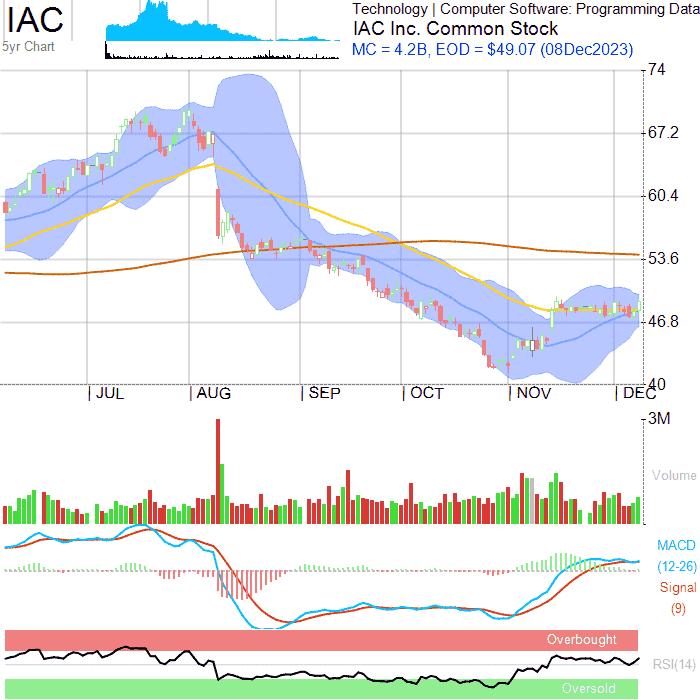 IAC
5yr Chart
Technology | Computer Software: Programming Data
IAC Inc. Common Stock
MC = 4.2B, EOD = $49.07 (08Dec2023)
74
67.2
60.4
53.6
46.8
40
JUL
AUG
SEP
OCT
NOV
DEC
3M
Volume
MACD
(12-26)
Signal
(9)
Overbought
RSI(14)
Oversold